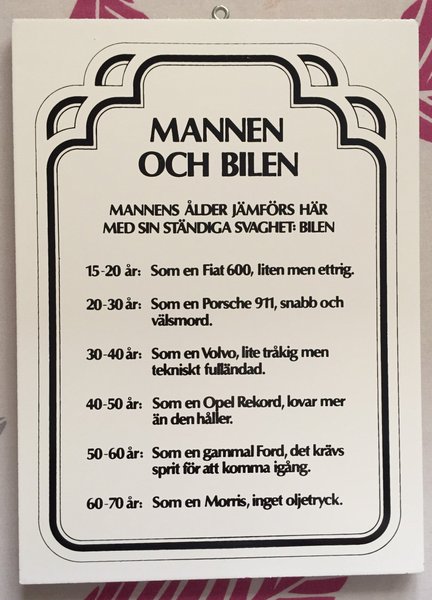 MANNEN
OCH BILEN
MANNENS ÅLDER JÄMFÖRS HÄR
MED SIN STÄNDIGA SVAGHET: BILEN
15-20 år: Som en Fiat 600, liten men ettrig.
20-30 år: Som en Porsche 911, snabb och
välsmord.
30-40 år: Som en Volvo, lite tråkig men
tekniskt fulländad.
40-50 år: Som en Opel Rekord, lovar mer
än den håller.
50-60 år: Som en gammal Ford, det krävs
sprit för att komma igång.
60-70 år: Som en Morris, inget oljetryck.